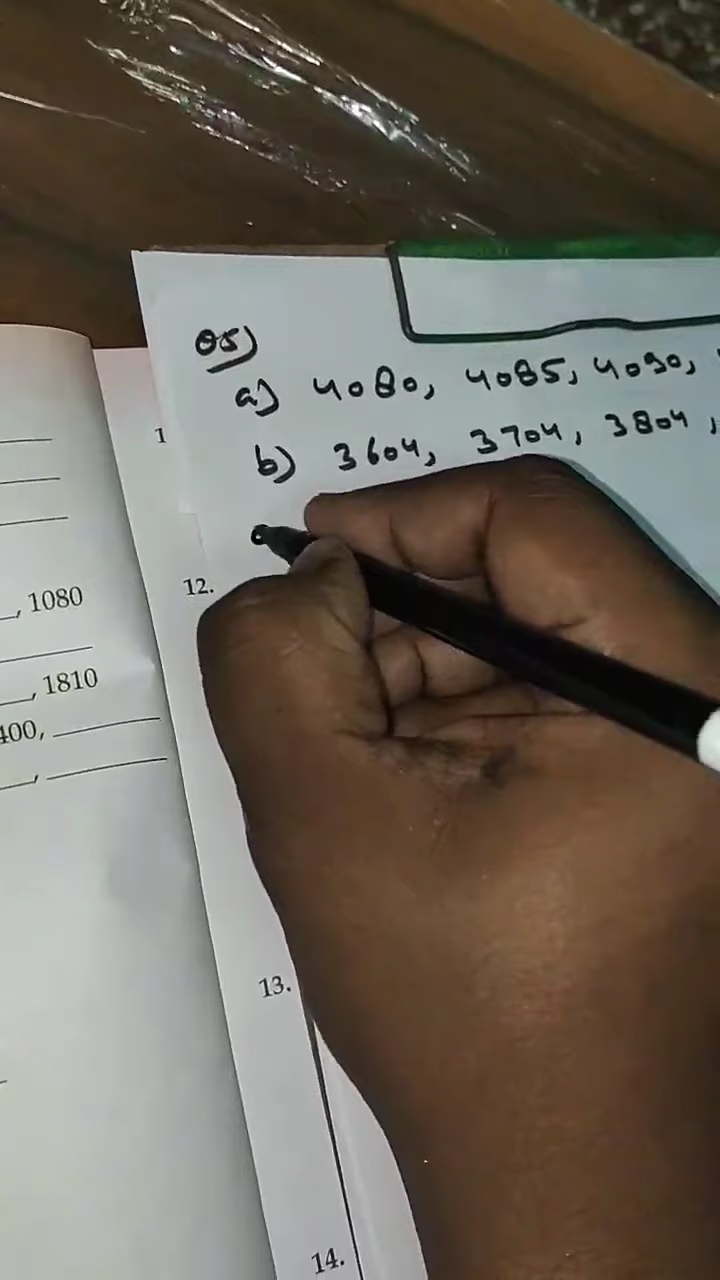 Q5)
a) 4080, 4085, 4090,
b) 3604, 3704, 3804,
1
12.
, 1080
, 1810
400,
,
13.
14.